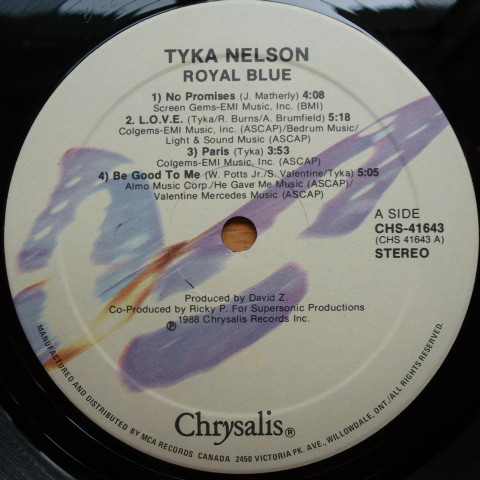 TYKA NELSON
ROYAL BLUE
1) No Promises (J. Matherly) 4:08
Screen Gems-EMI Music, Inc. (BMI)
2. L.O.V.E. (Tyka/R. Burns/A. Brumfield) 5:18
Colgems-EMI Music, Inc. (ASCAP)/Bedrum Music/
Light & Sound Music (ASCAP)
3) Paris (Tyka) 3:53
Colgems-EMI Music, Inc. (ASCAP)
4) Be Good To Me (W. Potts Jr./S. Valentine/Tyka) 5:05
Almo Music Corp./He Gave Me Music (ASCAP)/
Valentine Mercedes Music (ASCAP)
A SIDE
CHS-41643
(CHS 41643 A)
STEREO
Produced by David Z.
Co-Produced by Ricky P. For Supersonic Productions
℗ 1988 Chrysalis Records Inc.
Chrysalis®
MANUFACTURED AND DISTRIBUTED BY MCA RECORDS CANADA 2450 VICTORIA PK. AVE., WILLOWDALE, ONT./ALL RIGHTS RESERVED.